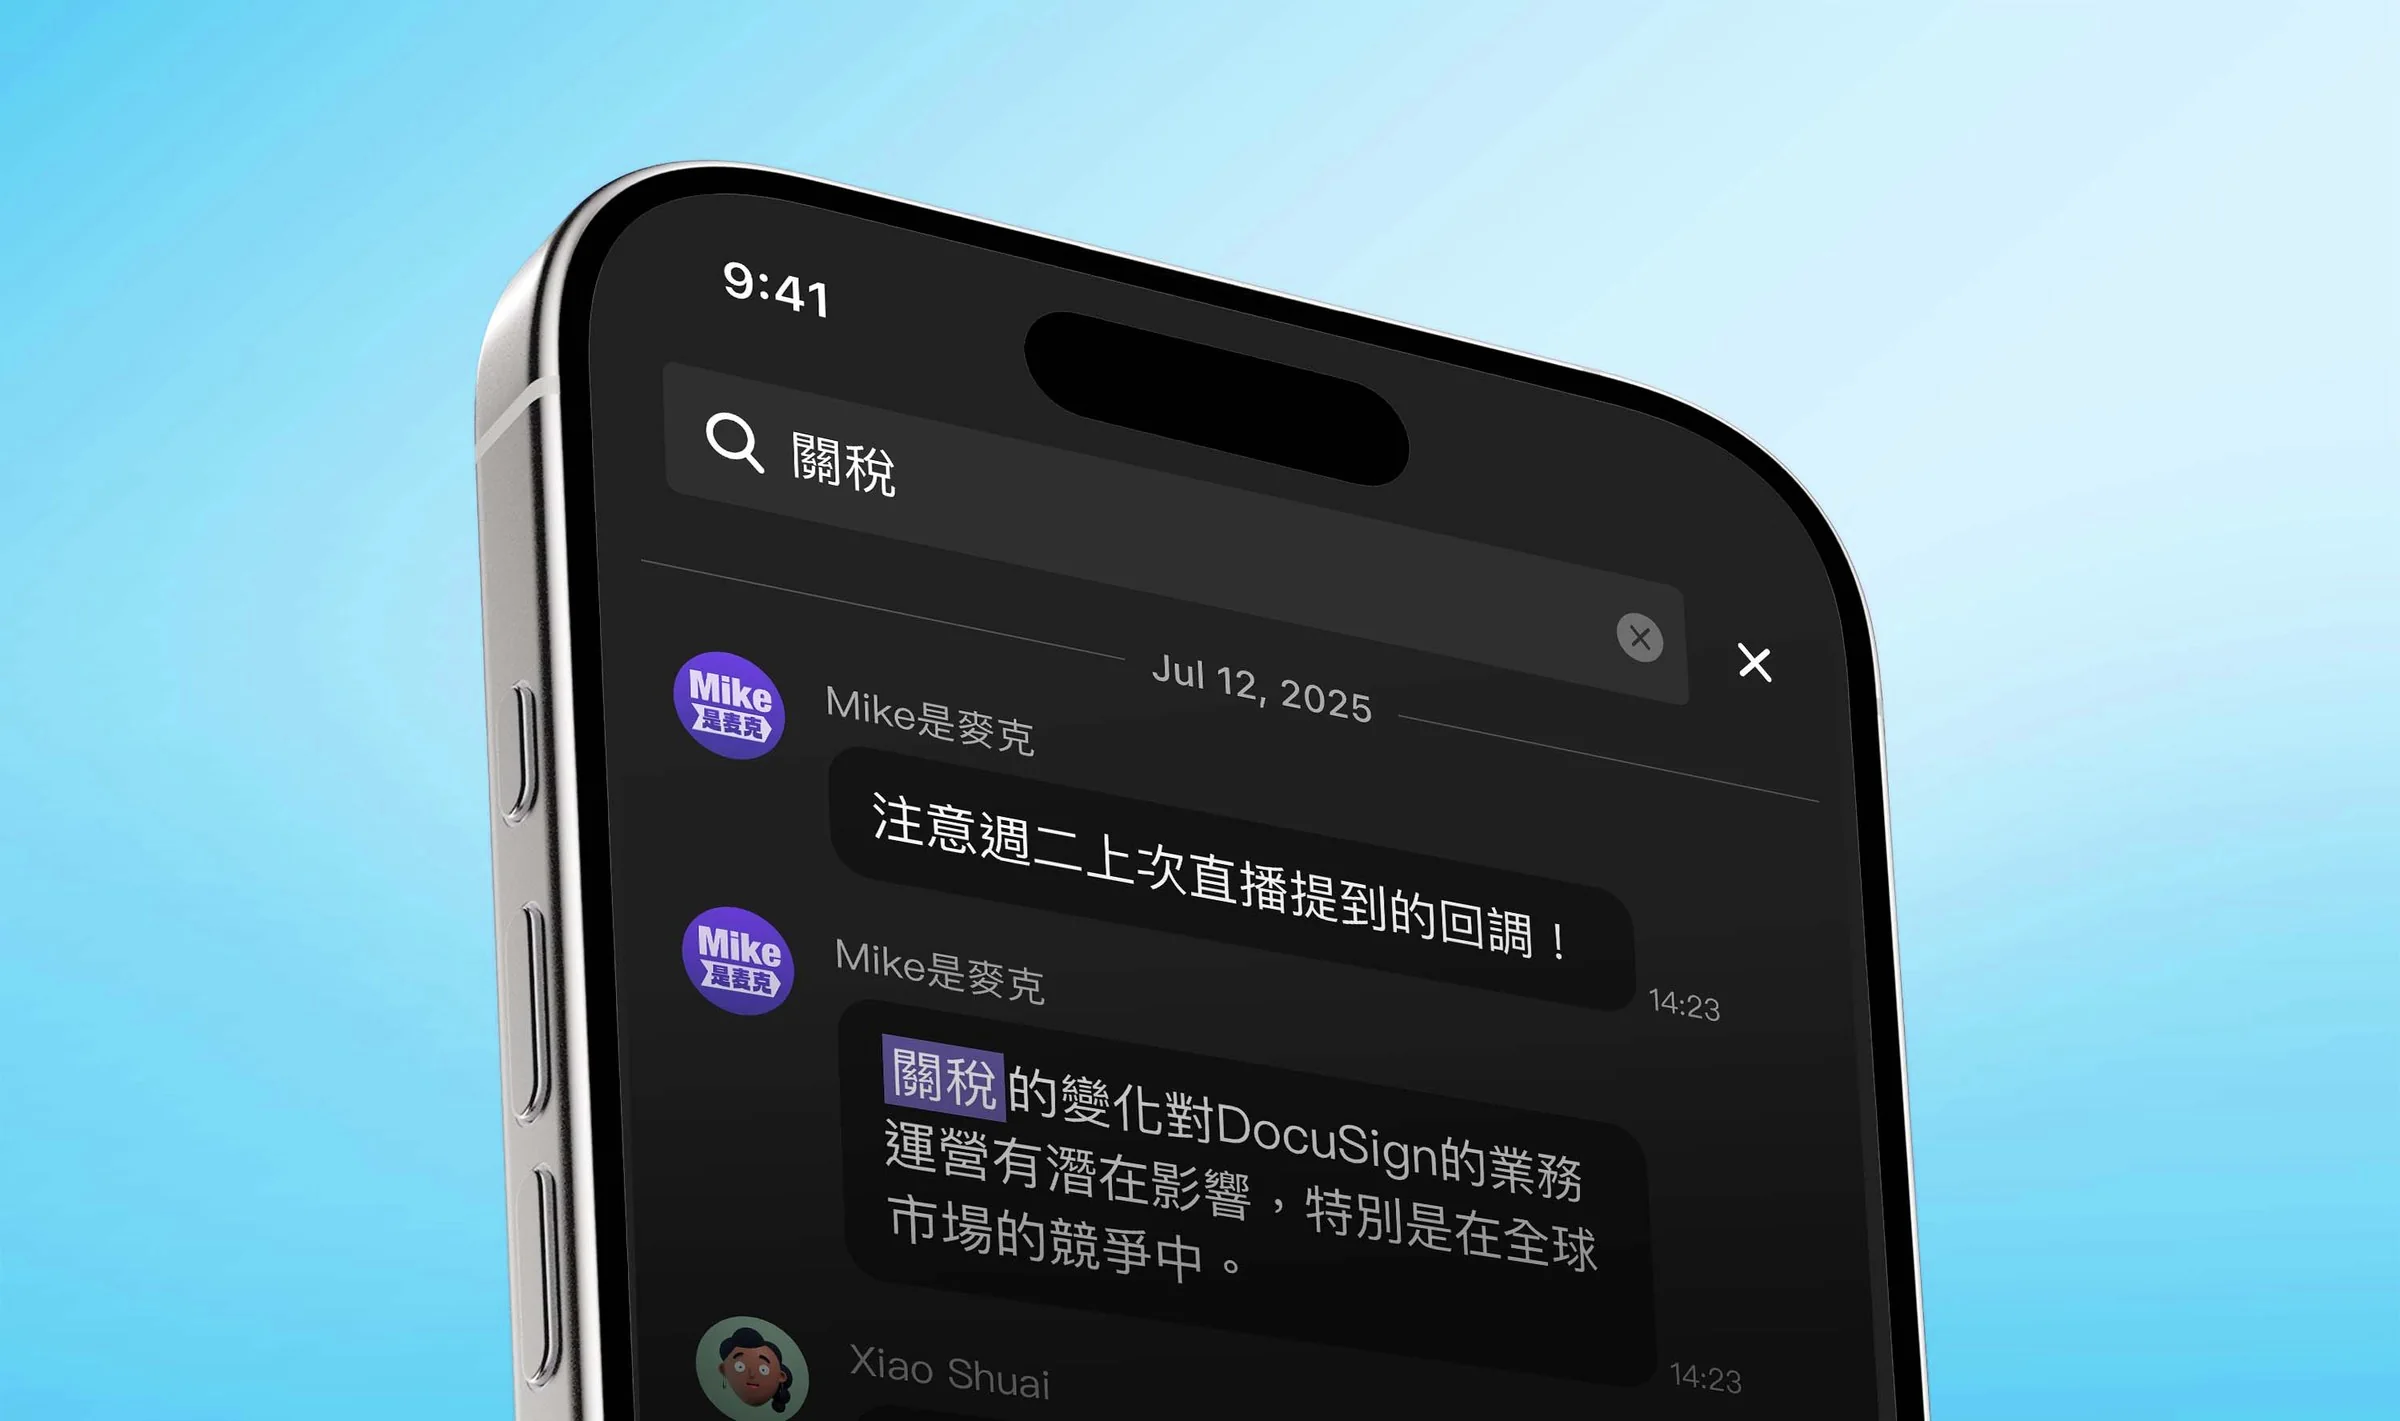 9:41
關稅
Jul 12, 2025
Mike
是麦克
Mike是麥克
注意週二上次直播提到的回調！
14:23
Mike
是麦克
Mike是麥克
關稅的變化對DocuSign的業務
運營有潛在影響，特別是在全球
市場的競爭中。
14:23
Xiao Shuai